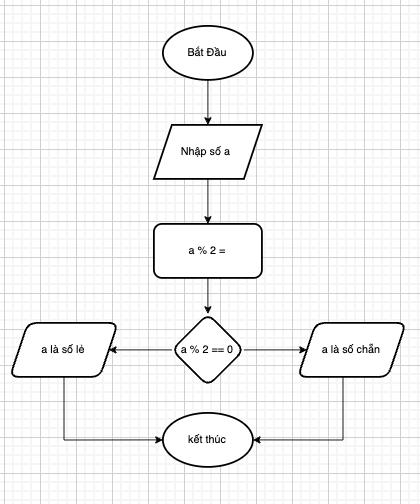 Bắt Đầu
Nhập số a
a % 2 =
a là số lẻ
a % 2 == 0
a là số chẵn
kết thúc